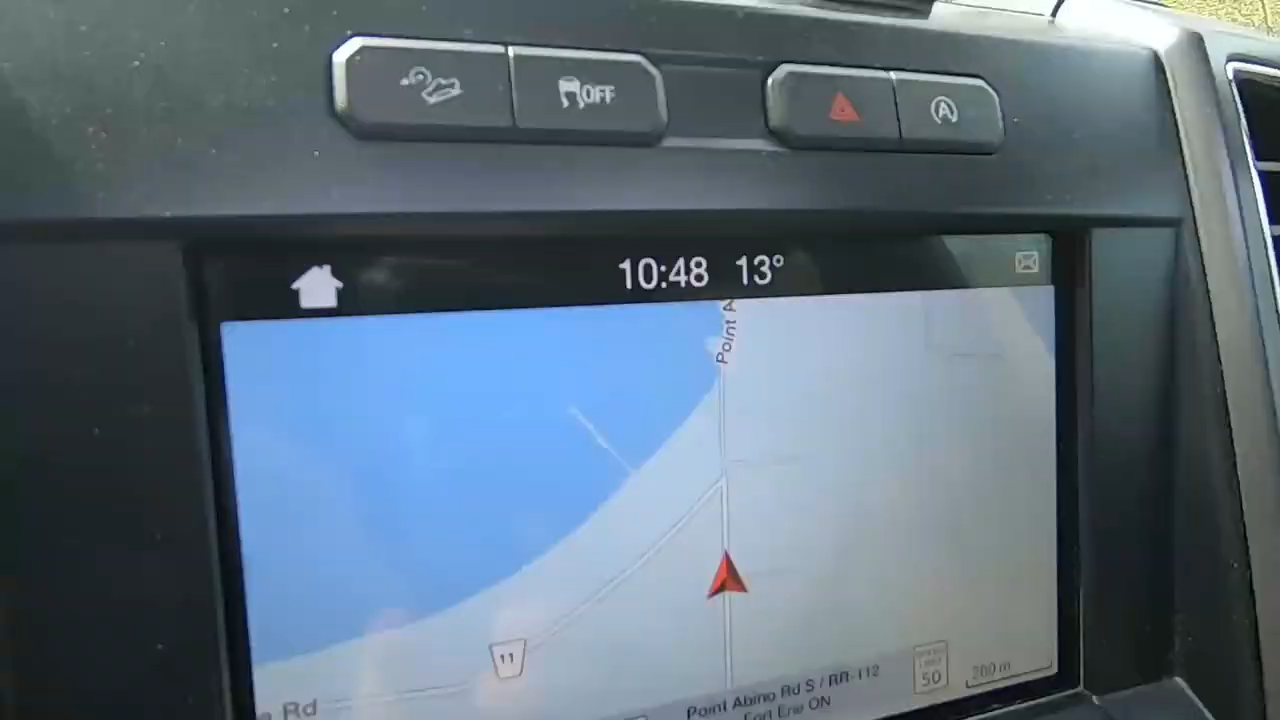 OFF
A
10:48 13°
Point A
11
Rd
Point Abino Rd S / RR-112
Fort Erie ON
50
200 m